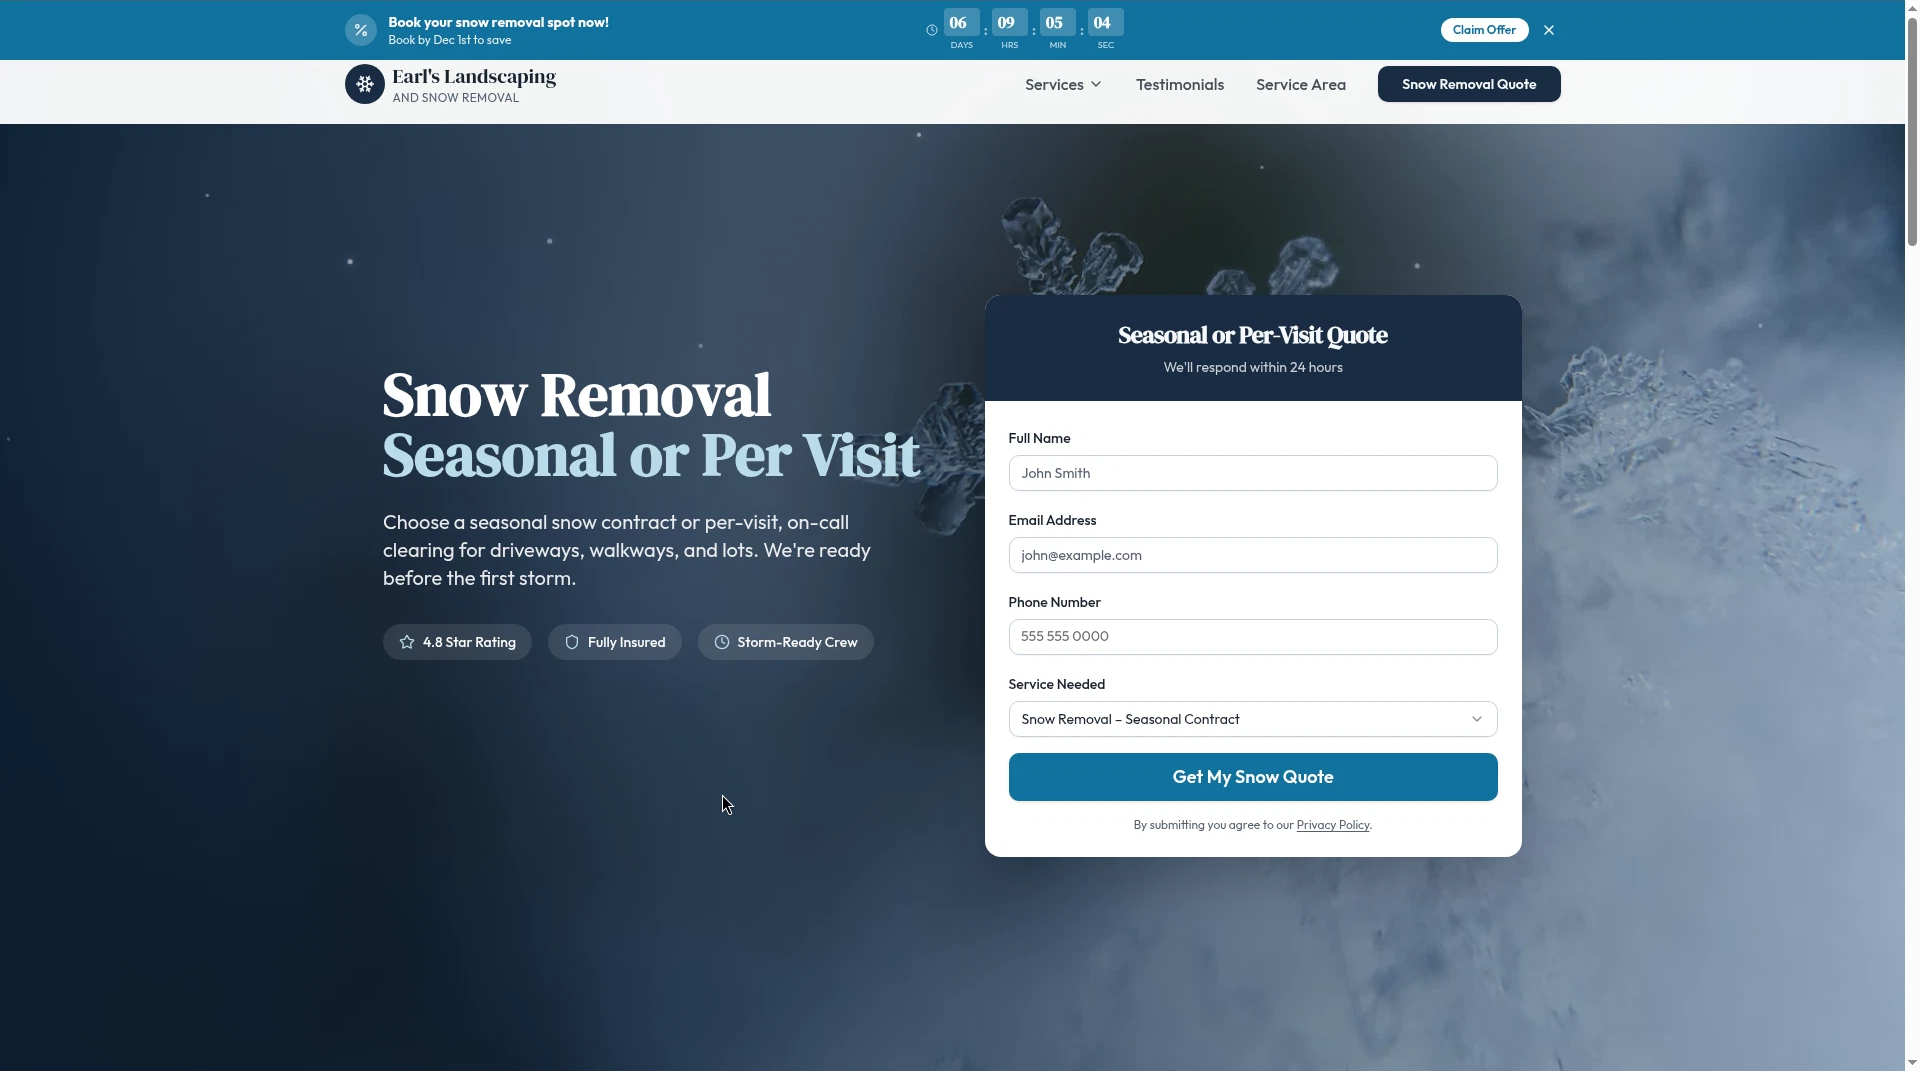 Book your snow removal spot now!
Book by Dec 1st to save
06 : 09 : 05 : 04
DAYS HRS MIN SEC
Claim Offer
Earl's Landscaping
AND SNOW REMOVAL
Services
Testimonials
Service Area
Snow Removal Quote
Snow Removal
Seasonal or Per Visit
Choose a seasonal snow contract or per-visit, on-call
clearing for driveways, walkways, and lots. We're ready
before the first storm.
4.8 Star Rating
Fully Insured
Storm-Ready Crew
Seasonal or Per-Visit Quote
We'll respond within 24 hours
Full Name
John Smith
Email Address
john@example.com
Phone Number
555 555 0000
Service Needed
Snow Removal – Seasonal Contract
Get My Snow Quote
By submitting you agree to our Privacy Policy.